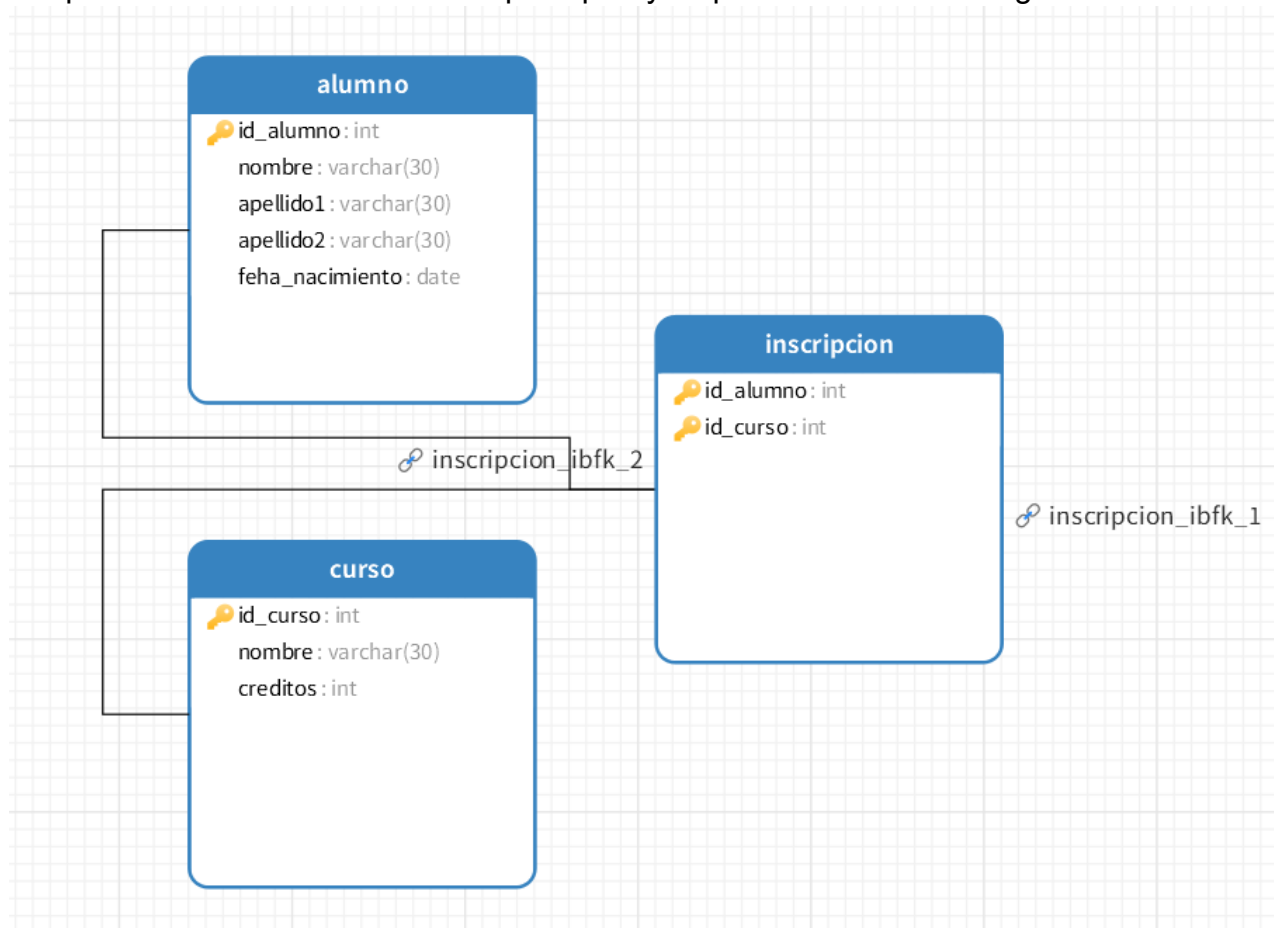 alumno
id_alumno: int
nombre: varchar(30)
apellido1: varchar(30)
apellido2: varchar(30)
feha_nacimiento: date
inscripcion
id_alumno: int
id_curso: int
inscripcion_ibfk_2
inscripcion_ibfk_1
curso
id_curso: int
nombre: varchar(30)
creditos: int